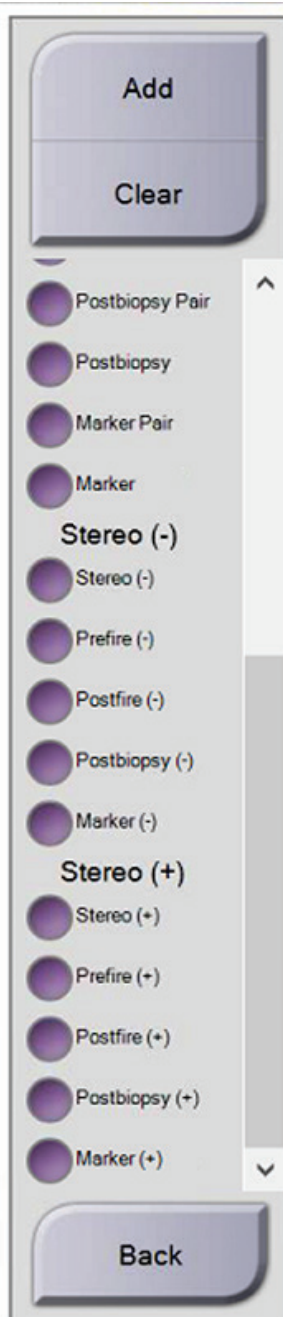 Add
Clear
Postbiopsy Pair
Postbiopsy
Marker Pair
Marker
Stereo (-)
Stereo (-)
Prefire (-)
Postfire (-)
Postbiopsy (-)
Marker (-)
Stereo (+)
Stereo (+)
Prefire (+)
Postfire (+)
Postbiopsy (+)
Marker (+)
Back